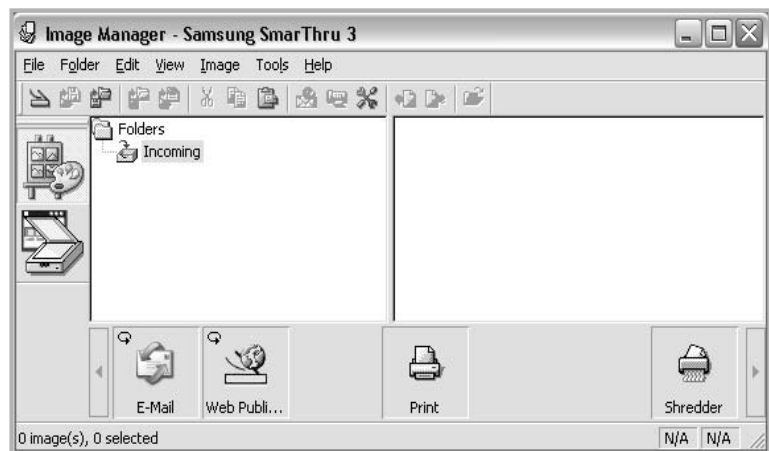 Image Manager - Samsung SmarThru 3
File Folder Edit View Image Tools Help
Folders
Incoming
E-Mail Web Publi... Print Shredder
0 image(s), 0 selected N/A N/A